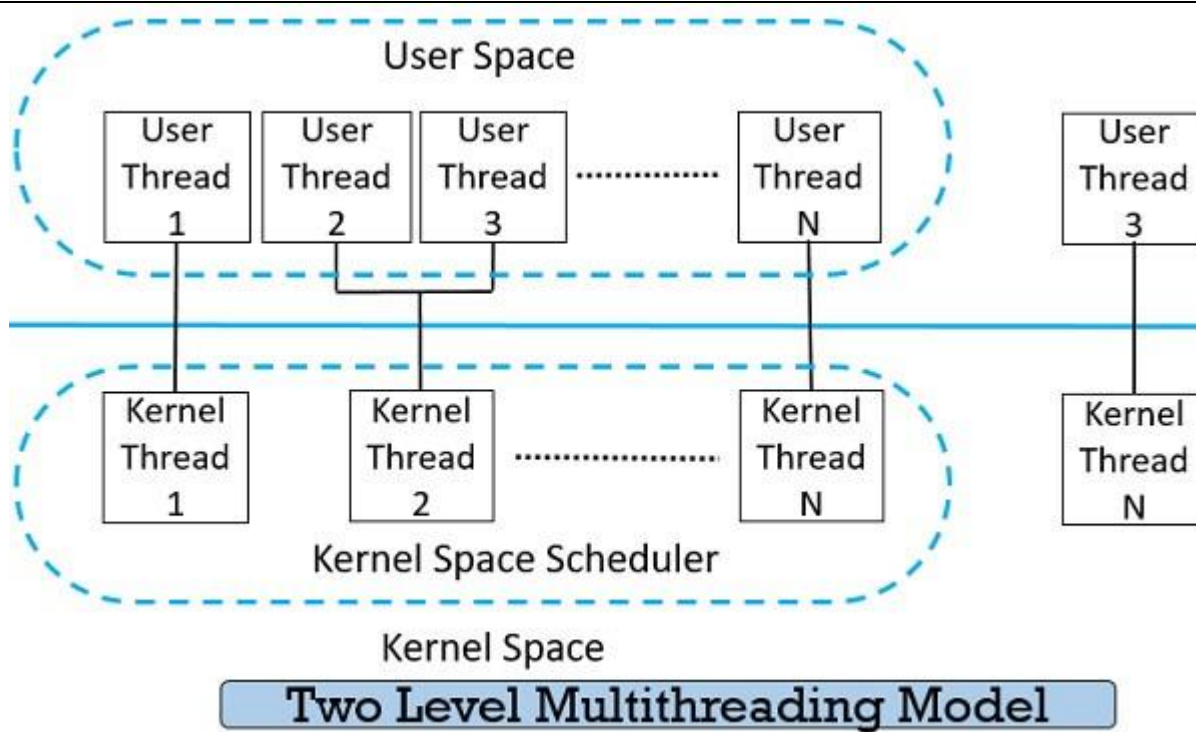 User Space
User
Thread
1
User
Thread
2
User
Thread
3
User
Thread
N
User
Thread
3
Kernel
Thread
1
Kernel
Thread
2
Kernel
Thread
N
Kernel
Thread
N
Kernel Space Scheduler
Kernel Space
Two Level Multithreading Model